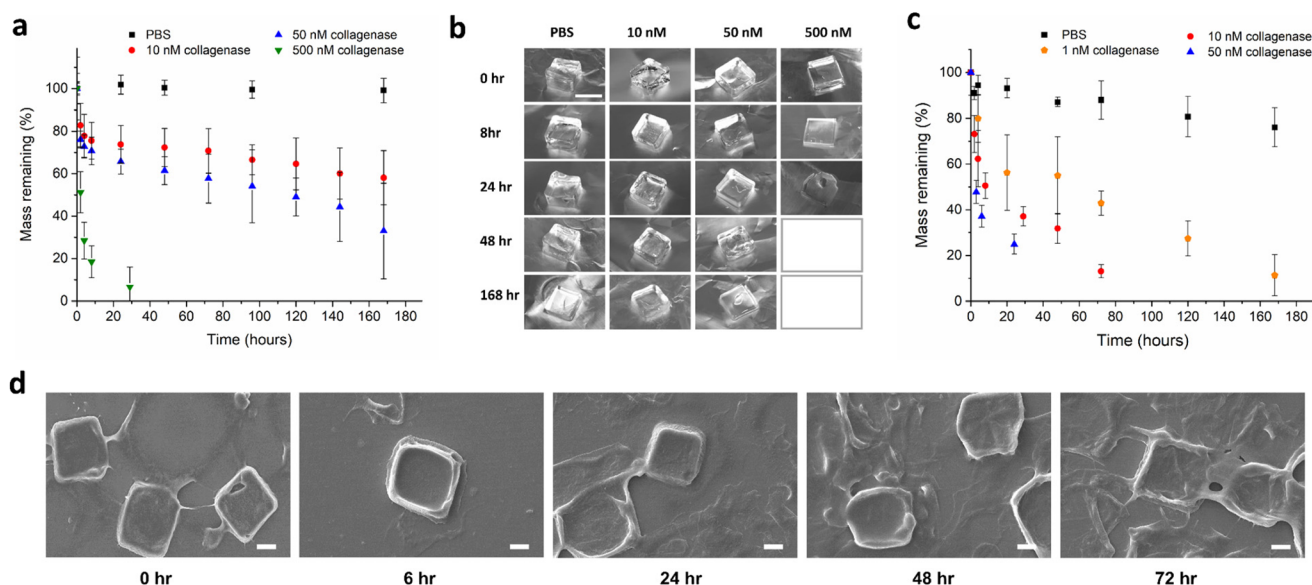 a
PBS
10 nM collagenase
50 nM collagenase
500 nM collagenase
Mass remaining (%)
100
80
60
40
20
0
0 20 40 60 80 100 120 140 160 180
Time (hours)
b
PBS 10 nM 50 nM 500 nM
0 hr
8hr
24 hr
48 hr
168 hr
c
PBS
1 nM collagenase
10 nM collagenase
50 nM collagenase
Mass remaining (%)
100
80
60
40
20
0
0 20 40 60 80 100 120 140 160 180
Time (hours)
d
0 hr 6 hr 24 hr 48 hr 72 hr